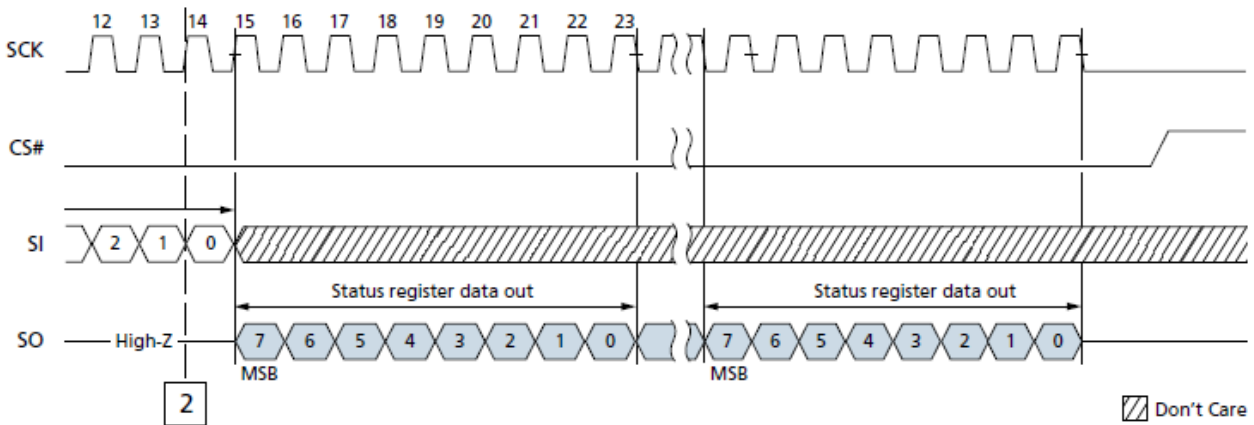 12 13 14 15 16 17 18 19 20 21 22 23
SCK
CS#
SI 2 1 0
Status register data out Status register data out
SO High-Z 7 6 5 4 3 2 1 0 7 6 5 4 3 2 1 0
MSB MSB
2
Don't Care